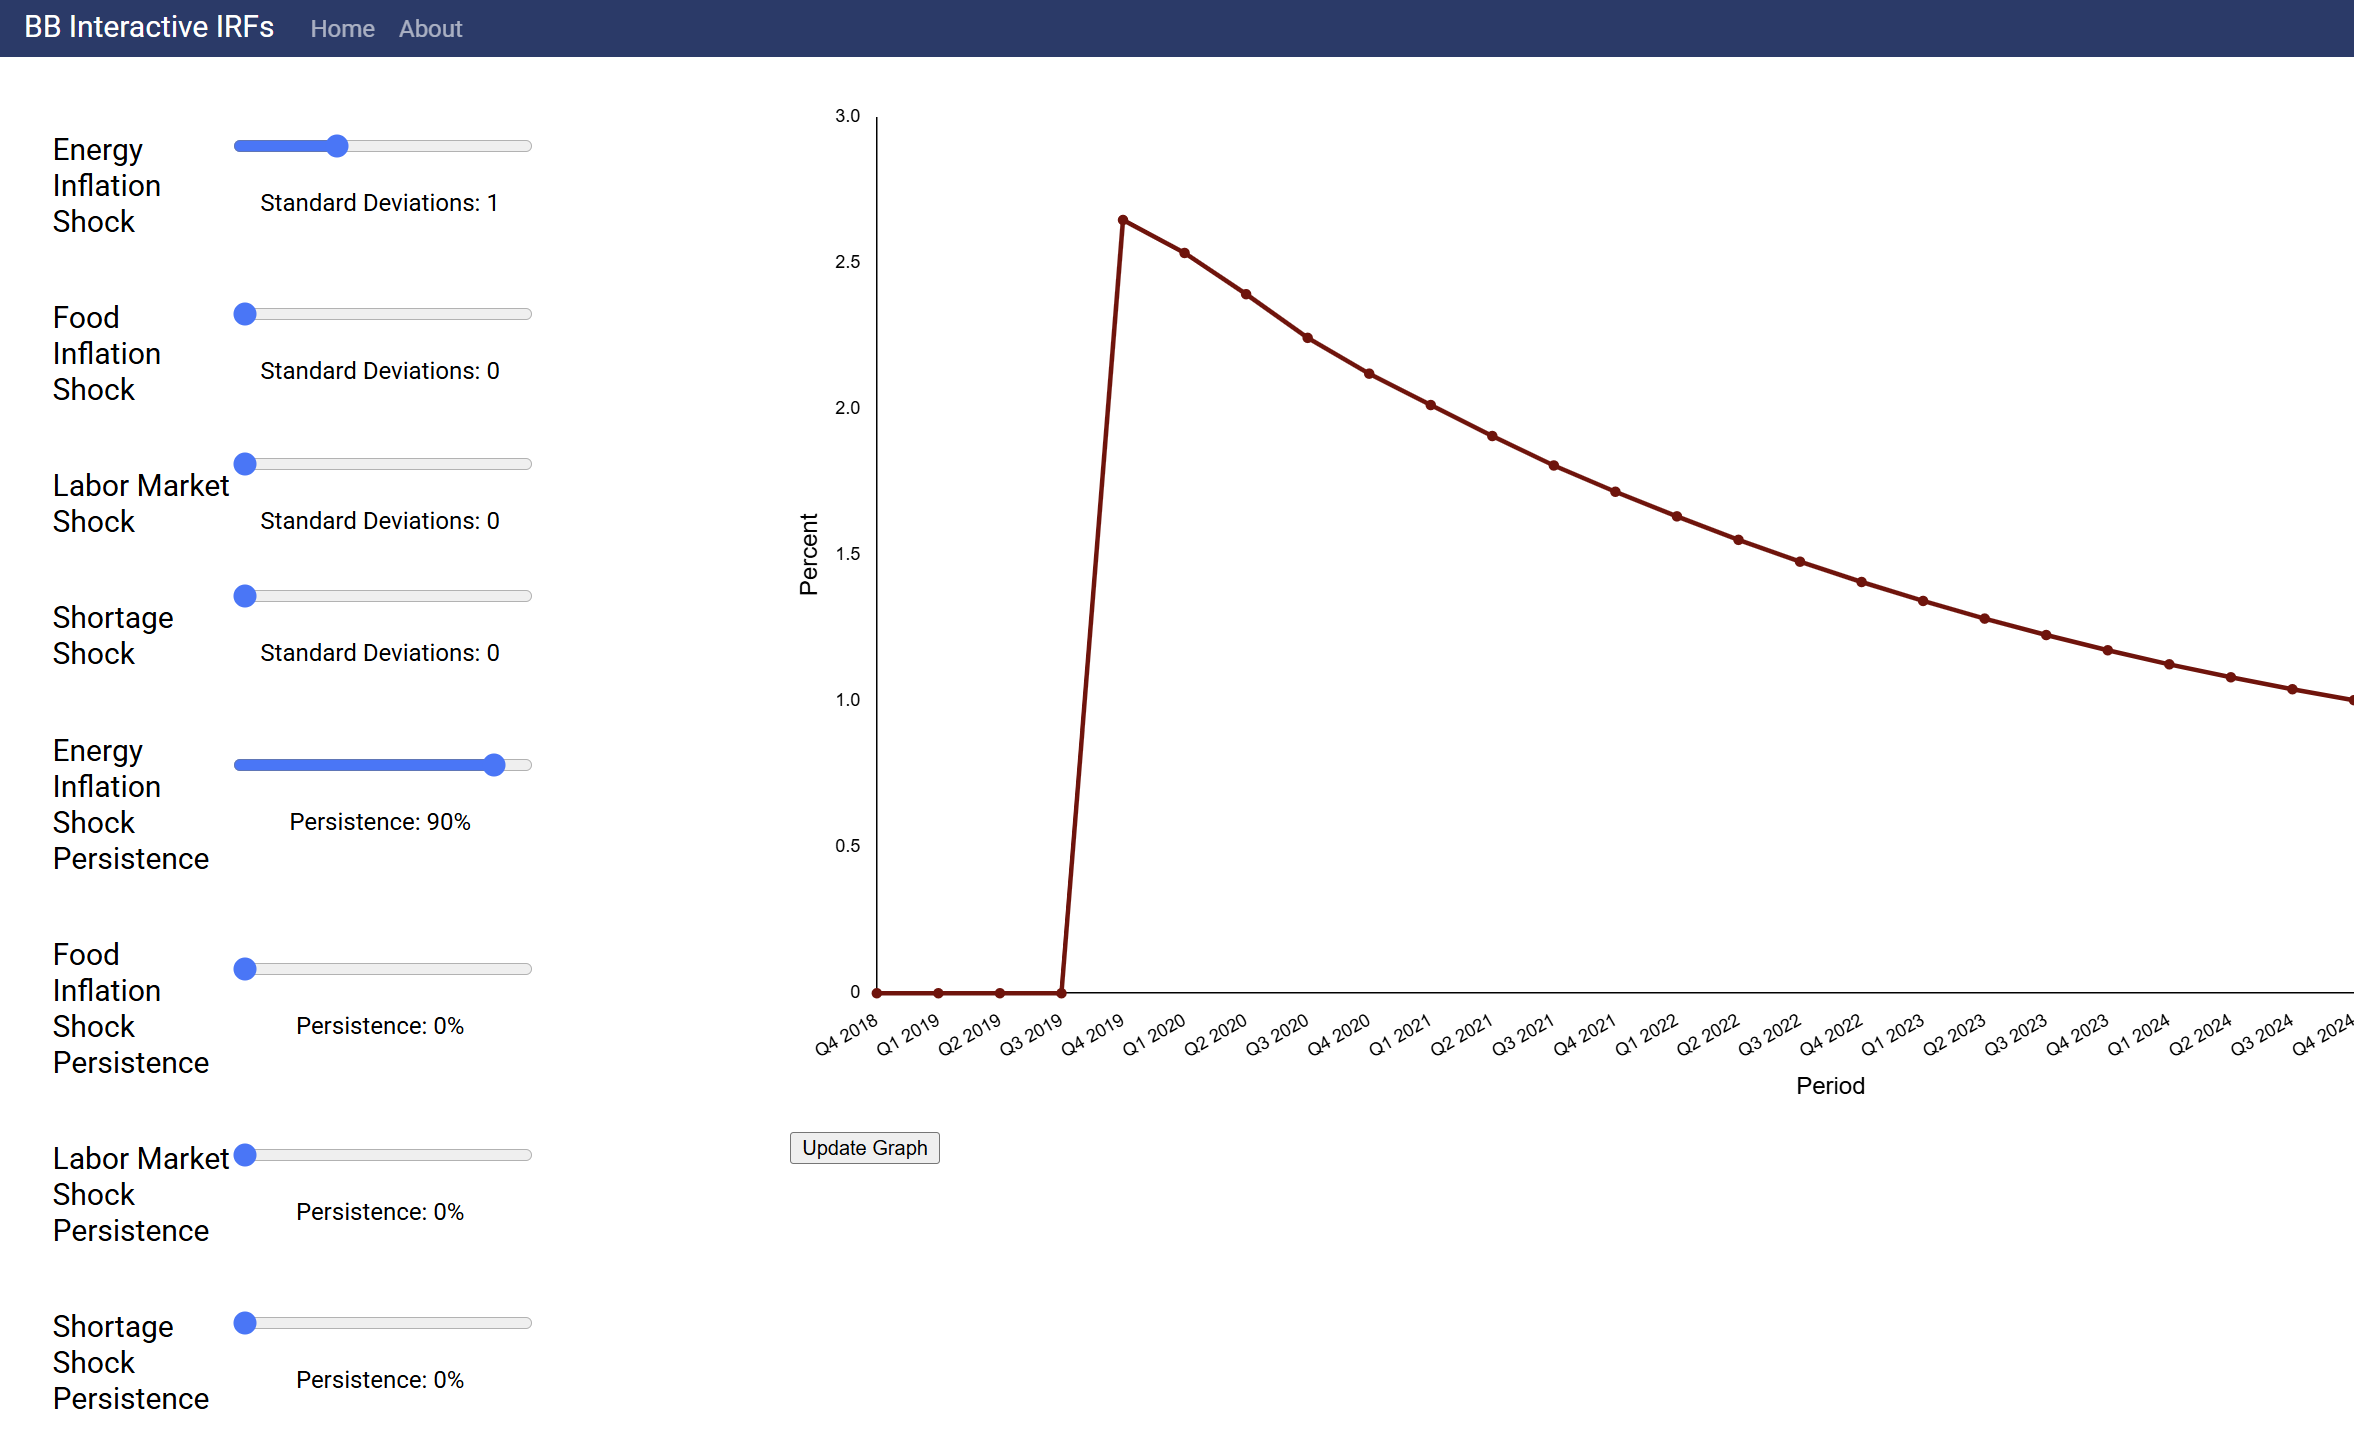 BB Interactive IRFs Home About
Energy
Inflation
Shock
Standard Deviations: 1
Food
Inflation
Shock
Standard Deviations: 0
Labor Market
Shock
Standard Deviations: 0
Shortage
Shock
Standard Deviations: 0
Energy
Inflation
Shock
Persistence
Persistence: 90%
Food
Inflation
Shock
Persistence
Persistence: 0%
Labor Market
Shock
Persistence
Persistence: 0%
Shortage
Shock
Persistence
Persistence: 0%
Percent
3.0
2.5
2.0
1.5
1.0
0.5
0
Q4 2018
Q1 2019
Q2 2019
Q3 2019
Q4 2019
Q1 2020
Q2 2020
Q3 2020
Q4 2020
Q1 2021
Q2 2021
Q3 2021
Q4 2021
Q1 2022
Q2 2022
Q3 2022
Q4 2022
Q1 2023
Q2 2023
Q3 2023
Q4 2023
Q1 2024
Q2 2024
Q3 2024
Q4 2024
Period
Update Graph